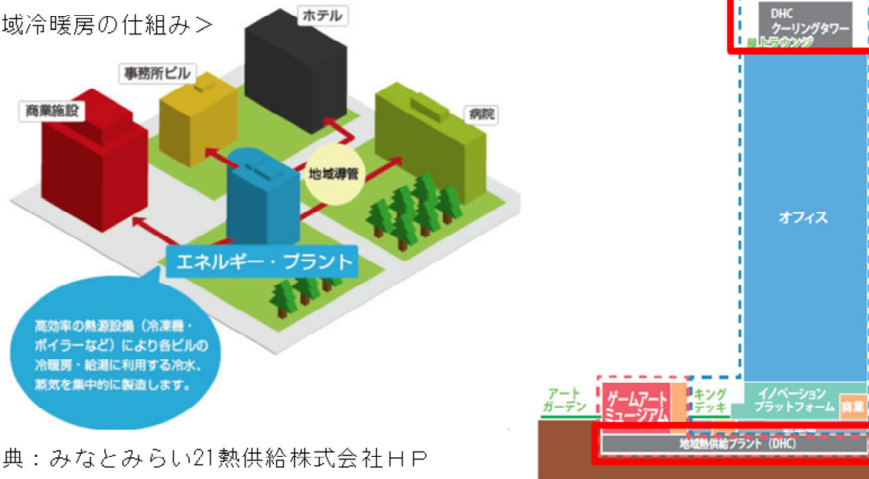 域冷暖房の仕組み＞
ホテル
事務所ビル
商業施設
病院
地域導管
エネルギー・プラント
高効率の熱源設備（冷凍機・
ボイラーなど）により各ビルの
冷暖房・給湯に利用する冷水、
蒸気を集中的に製造します。
典：みなとみらい21熱供給株式会社ＨＰ
DHC
クーリングタワー
屋上ラウンジ
オフィス
アート
ガーデン
ゲームアート
ミュージアム
キング
デッキ
イノベーション
プラットフォーム
商業
地域熱供給プラント（DHC）